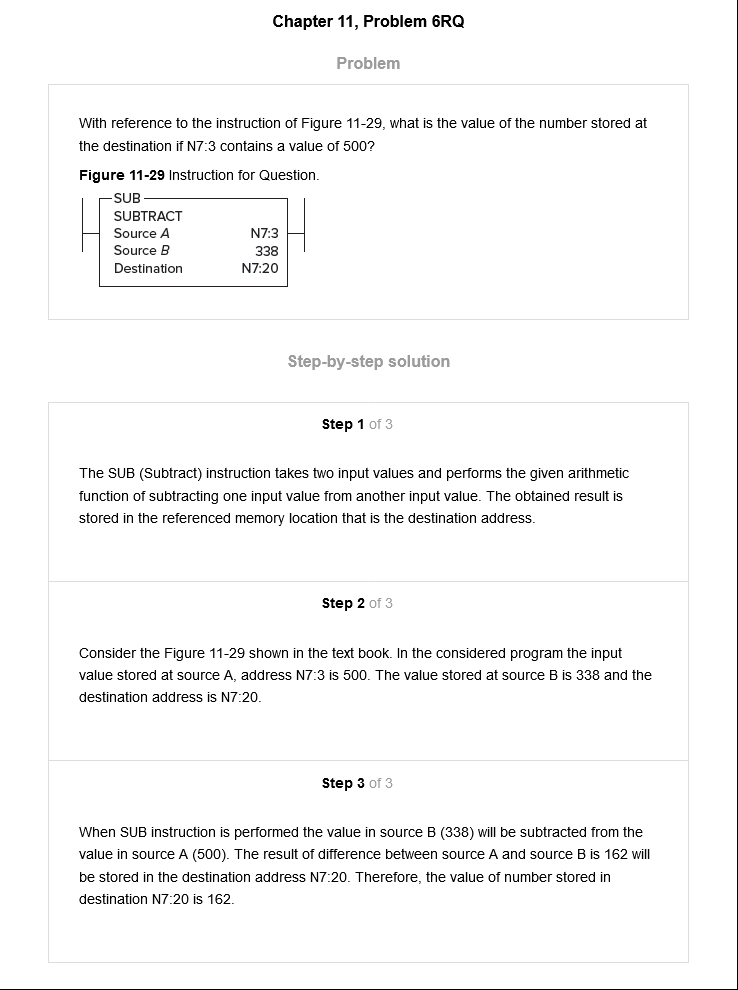 Chapter 11, Problem 6RQ
Problem
With reference to the instruction of Figure 11-29, what is the value of the number stored at
the destination if N7:3 contains a value of 500?
Figure 11-29 Instruction for Question.
SUB
SUBTRACT
Source A N7:3
Source B 338
Destination N7:20
Step-by-step solution
Step 1 of 3
The SUB (Subtract) instruction takes two input values and performs the given arithmetic
function of subtracting one input value from another input value. The obtained result is
stored in the referenced memory location that is the destination address.
Step 2 of 3
Consider the Figure 11-29 shown in the text book. In the considered program the input
value stored at source A, address N7:3 is 500. The value stored at source B is 338 and the
destination address is N7:20.
Step 3 of 3
When SUB instruction is performed the value in source B (338) will be subtracted from the
value in source A (500). The result of difference between source A and source B is 162 will
be stored in the destination address N7:20. Therefore, the value of number stored in
destination N7:20 is 162.